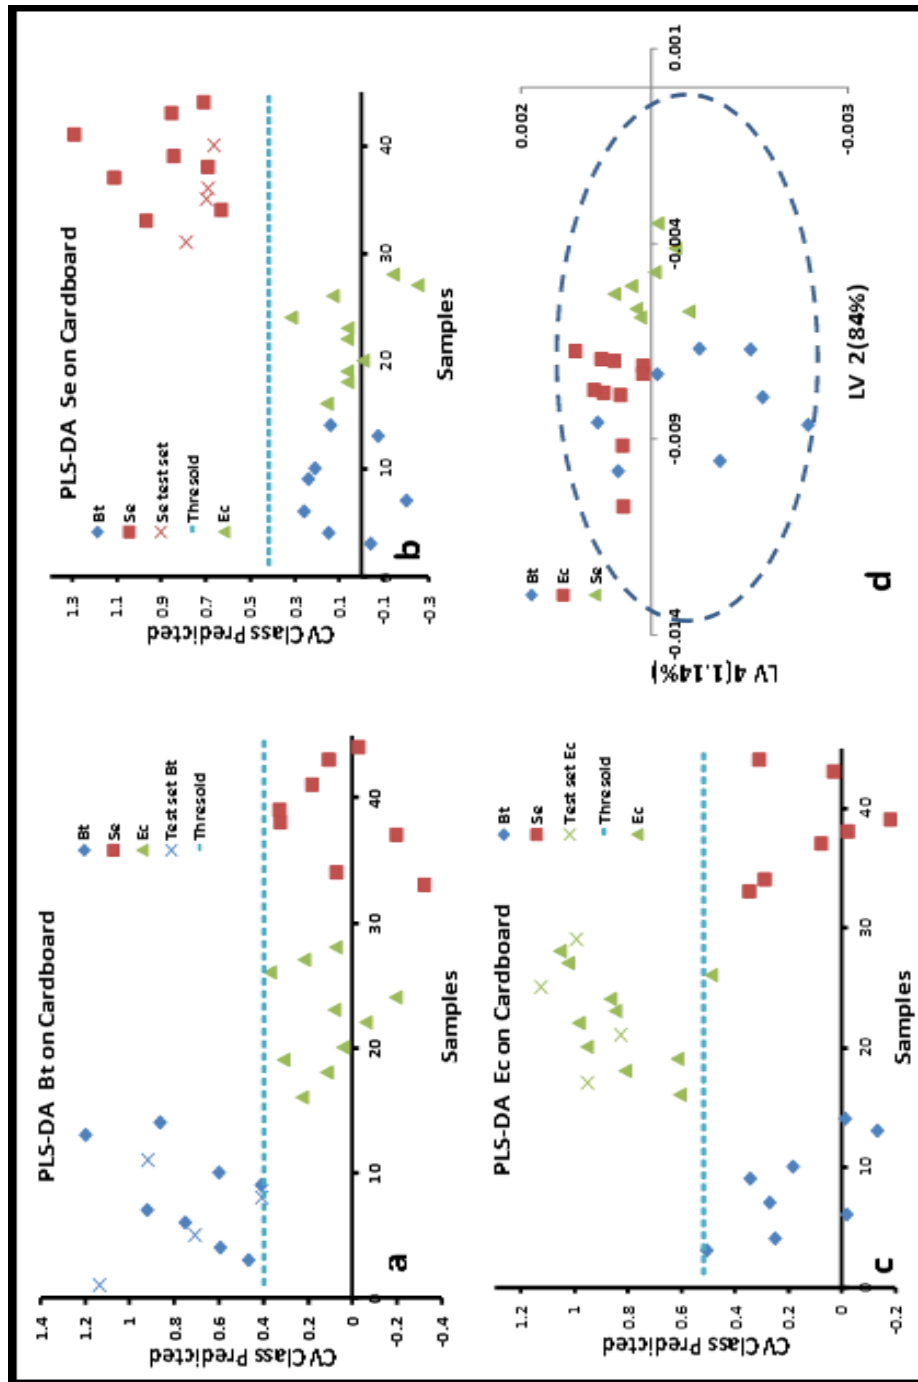 PLS-DA Bt on Cardboard
CV Class Predicted
1.4
1.2
1
0.8
0.6
0.4
0.2
0
-0.2
-0.4
0
10
20
30
40
Samples
Bt
Se
Ec
Test set Bt
Thresold
a
PLS-DA Se on Cardboard
CV Class Predicted
1.3
1.1
0.9
0.7
0.5
0.3
0.1
-0.1
-0.3
0
10
20
30
40
Samples
Bt
Se
Se test set
Thresold
Ec
b
PLS-DA Ec on Cardboard
CV Class Predicted
1.2
1
0.8
0.6
0.4
0.2
0
-0.2
0
10
20
30
40
Samples
Bt
Se
Test set Ec
Thresold
Ec
c
LV 4(1.14%)
0.002
-0.003
-0.014
-0.009
-0.004
0.001
LV 2(84%)
Bt
Ec
Se
d